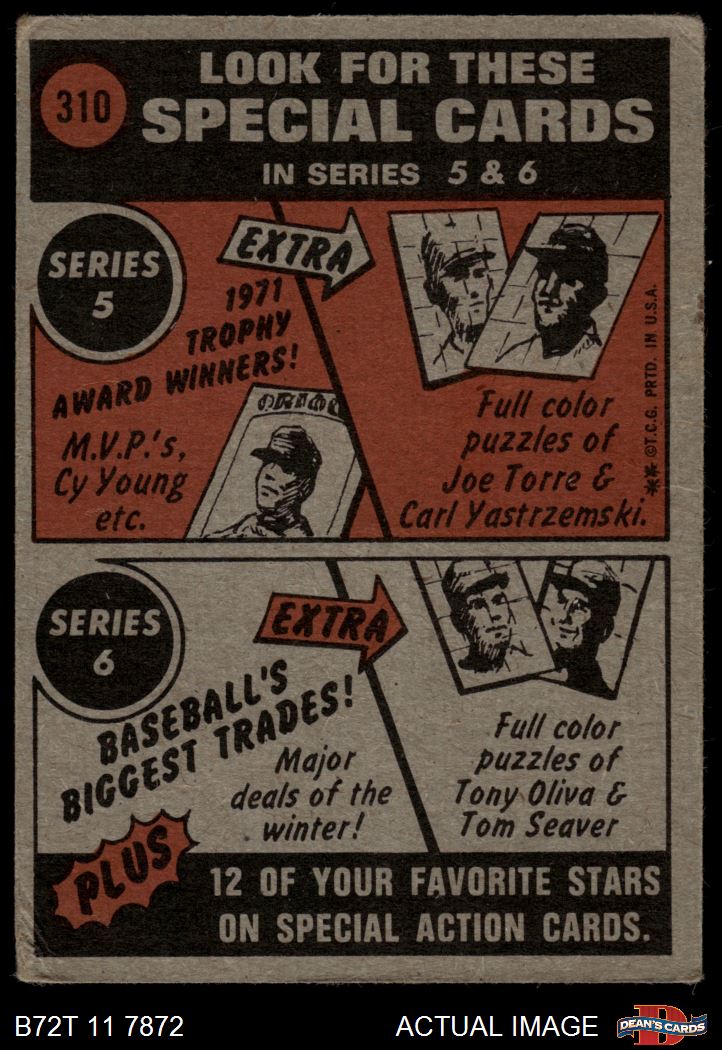 310
LOOK FOR THESE
SPECIAL CARDS
IN SERIES 5 & 6
SERIES
5
EXTRA
1971
TROPHY
AWARD WINNERS!
M.V.P.'s,
Cy Young
etc.
Full color
puzzles of
Joe Torre &
Carl Yastrzemski.
** ©T.C.G. PRTD. IN U.S.A.
SERIES
6
EXTRA
BASEBALL'S
BIGGEST TRADES!
Major
deals of the
winter!
Full color
puzzles of
Tony Oliva &
Tom Seaver
PLUS
12 OF YOUR FAVORITE STARS
ON SPECIAL ACTION CARDS.
B72T 11 7872
ACTUAL IMAGE
D
DEAN'S CARDS